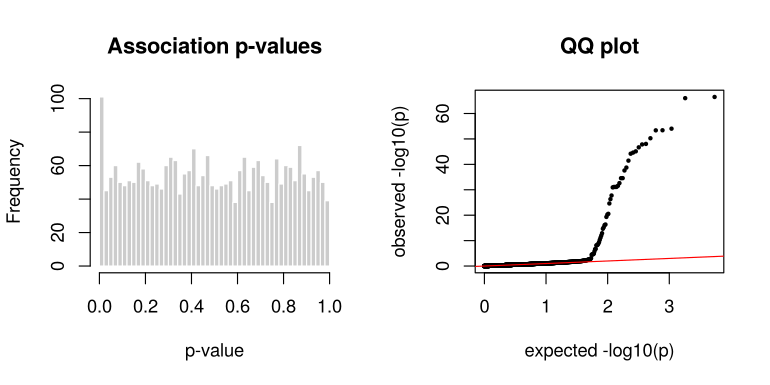 Association p-values
Frequency
0 20 60 100
0.0 0.2 0.4 0.6 0.8 1.0
p-value
QQ plot
observed -log10(p)
0 20 40 60
0 1 2 3
expected -log10(p)